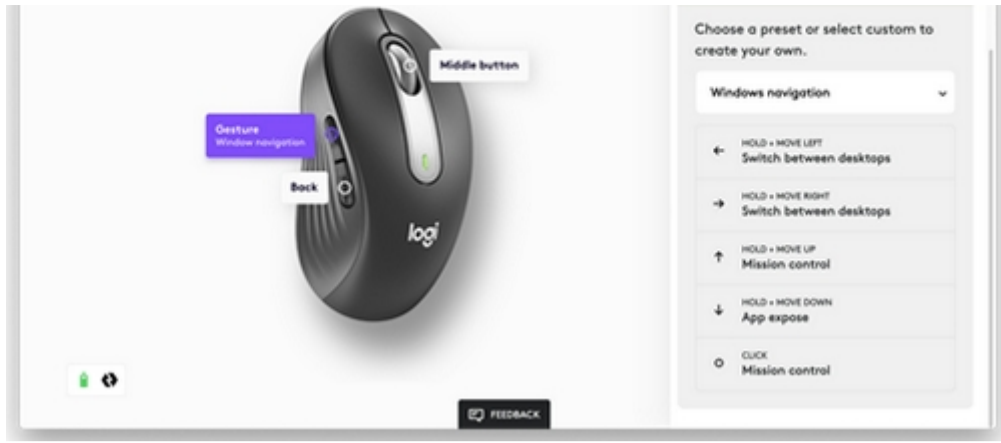 Choose a preset or select custom to
create your own.
Middle button
Windows navigation
Gesture
Window navigation
HOLD + MOVE LEFT
Switch between desktops
Back
HOLD + MOVE RIGHT
Switch between desktops
logi
HOLD + MOVE UP
Mission control
HOLD + MOVE DOWN
App expose
CLICK
Mission control
FEEDBACK